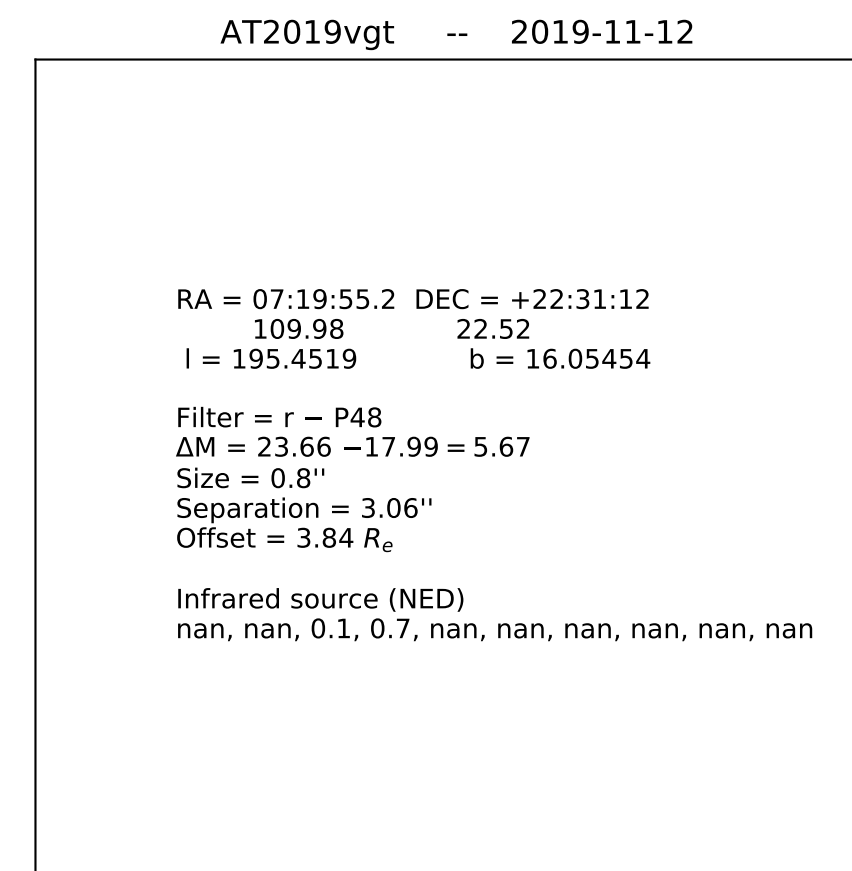 AT2019vgt -- 2019-11-12
RA = 07:19:55.2 DEC = +22:31:12
109.98 22.52
l = 195.4519 b = 16.05454
Filter = r − P48
ΔM = 23.66 −17.99 = 5.67
Size = 0.8''
Separation = 3.06''
Offset = 3.84 Rₑ
Infrared source (NED)
nan, nan, 0.1, 0.7, nan, nan, nan, nan, nan, nan